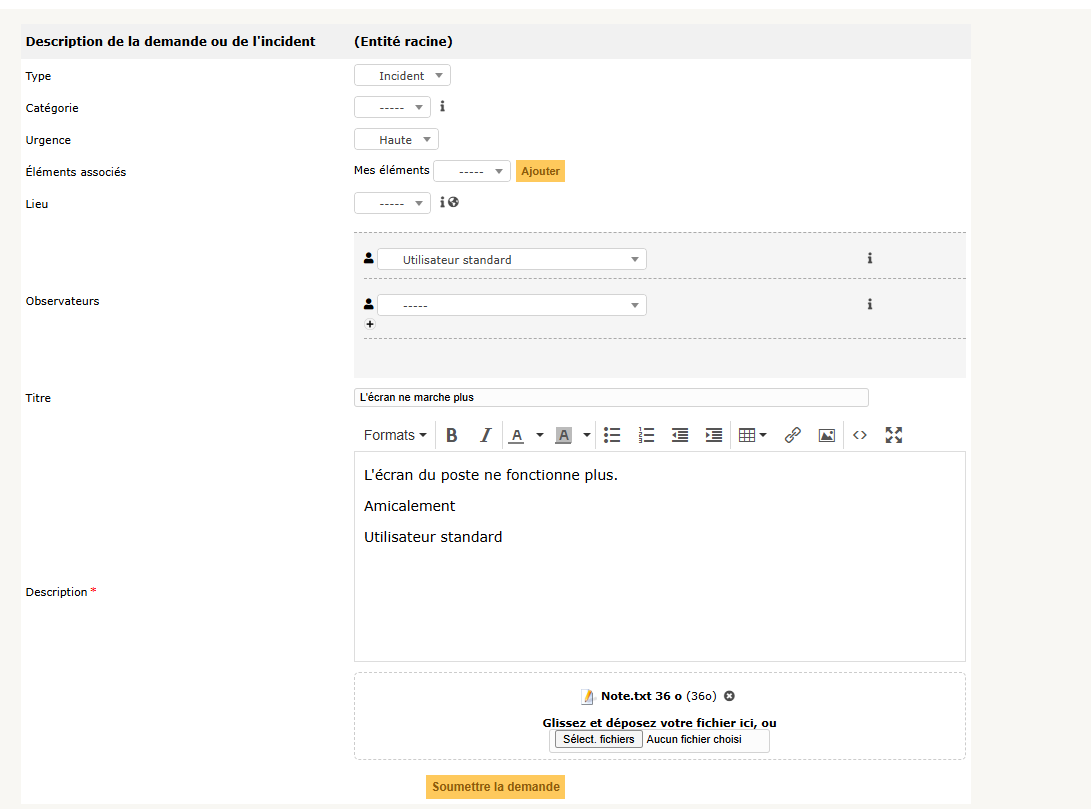 Description de la demande ou de l'incident (Entité racine)
Type Incident
Catégorie -----
Urgence Haute
Éléments associés Mes éléments ----- Ajouter
Lieu -----
Utilisateur standard
Observateurs
-----
Titre L'écran ne marche plus
Formats B I A A
L'écran du poste ne fonctionne plus.
Amicalement
Utilisateur standard
Description *
Note.txt 36 o (36o)
Glissez et déposez votre fichier ici, ou
Sélect. fichiers Aucun fichier choisi
Soumettre la demande